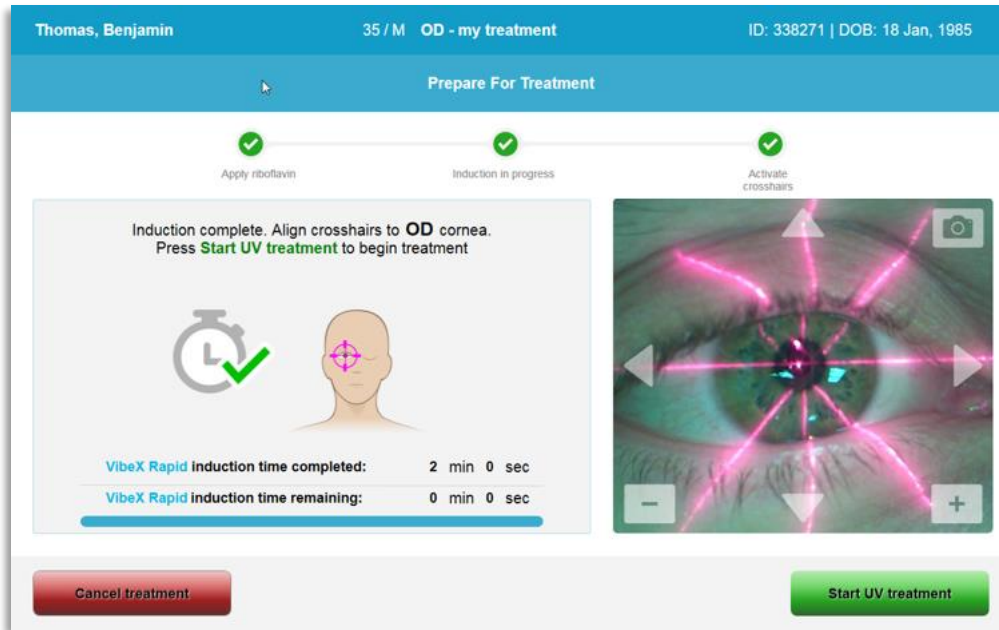 Thomas, Benjamin 35 / M OD - my treatment ID: 338271 | DOB: 18 Jan, 1985
Prepare For Treatment
Apply riboflavin
Induction in progress
Activate
crosshairs
Induction complete. Align crosshairs to OD cornea.
Press Start UV treatment to begin treatment
VibeX Rapid induction time completed: 2 min 0 sec
VibeX Rapid induction time remaining: 0 min 0 sec
Cancel treatment
Start UV treatment